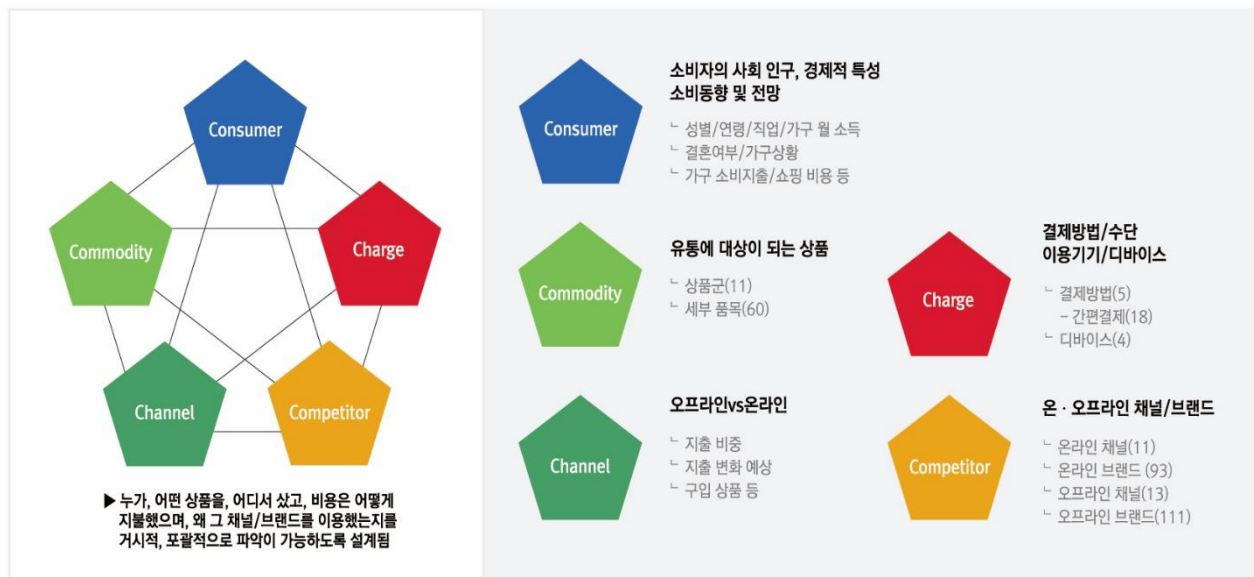 Consumer
Commodity
Charge
Channel
Competitor
▶ 누가, 어떤 상품을, 어디서 샀고, 비용은 어떻게
지불했으며, 왜 그 채널/브랜드를 이용했는지를
거시적, 포괄적으로 파악이 가능하도록 설계됨
Consumer
소비자의 사회 인구, 경제적 특성
소비동향 및 전망
ㄴ 성별/연령/직업/가구 월 소득
ㄴ 결혼여부/가구상황
ㄴ 가구 소비지출/쇼핑 비용 등
Commodity
유통에 대상이 되는 상품
ㄴ 상품군(11)
ㄴ 세부 품목(60)
Charge
결제방법/수단
이용기기/디바이스
ㄴ 결제방법(5)
– 간편결제(18)
ㄴ 디바이스(4)
Channel
오프라인vs온라인
ㄴ 지출 비중
ㄴ 지출 변화 예상
ㄴ 구입 상품 등
Competitor
온 · 오프라인 채널/브랜드
ㄴ 온라인 채널(11)
ㄴ 온라인 브랜드 (93)
ㄴ 오프라인 채널(13)
ㄴ 오프라인 브랜드(111)